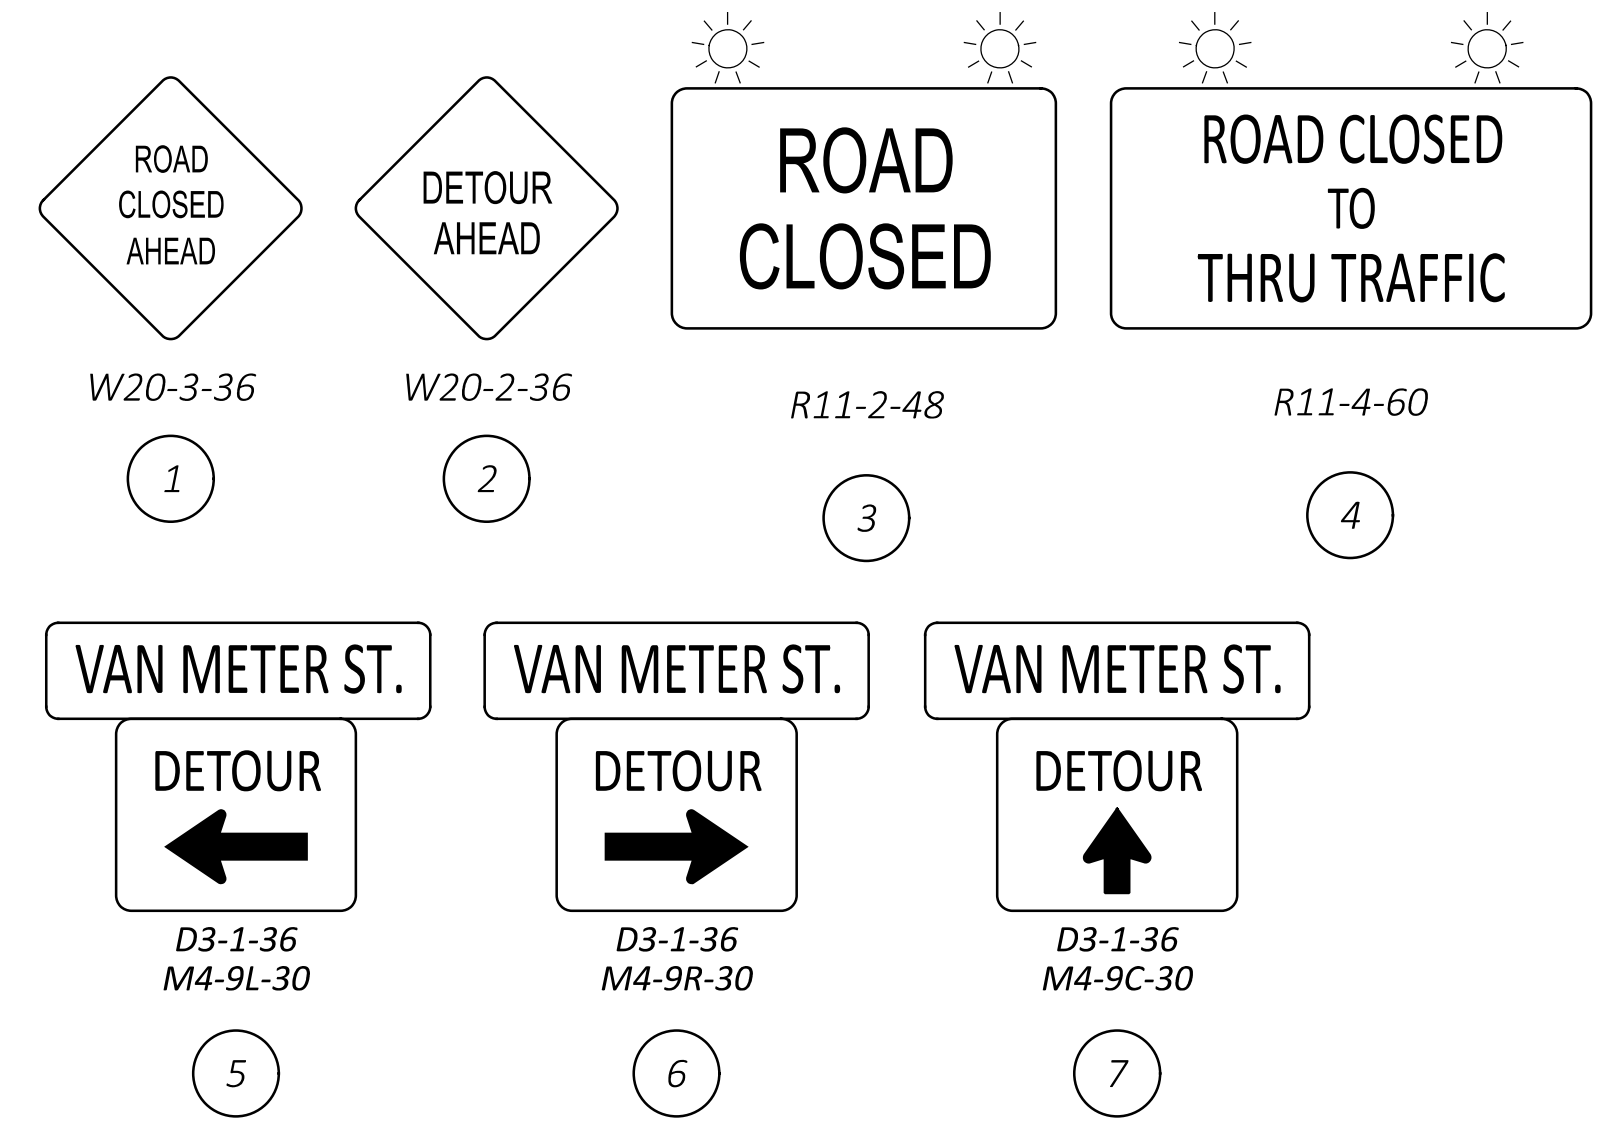 ROAD
CLOSED
AHEAD
W20-3-36
1
DETOUR
AHEAD
W20-2-36
2
ROAD
CLOSED
R11-2-48
3
ROAD CLOSED
TO
THRU TRAFFIC
R11-4-60
4
VAN METER ST.
DETOUR
D3-1-36
M4-9L-30
5
VAN METER ST.
DETOUR
D3-1-36
M4-9R-30
6
VAN METER ST.
DETOUR
D3-1-36
M4-9C-30
7